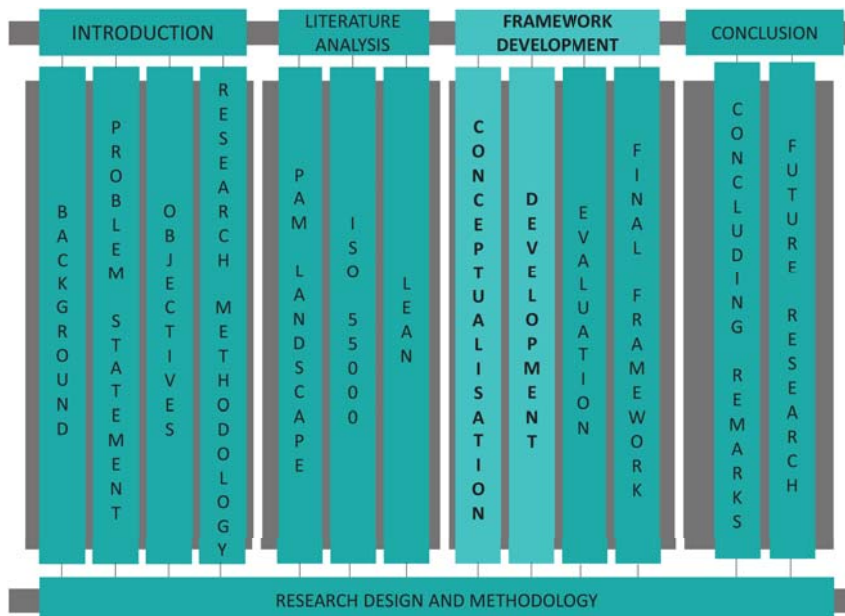 INTRODUCTION
LITERATURE
ANALYSIS
FRAMEWORK
DEVELOPMENT
CONCLUSION
BACKGROUND
PROBLEM STATEMENT
OBJECTIVES
RESEARCH METHODOLOGY
PAM LANDSCAPE
ISO 55000
LEAN
CONCEPTUALISATION
DEVELOPMENT
EVALUATION
FINAL FRAMEWORK
CONCLUDING REMARKS
FUTURE RESEARCH
RESEARCH DESIGN AND METHODOLOGY